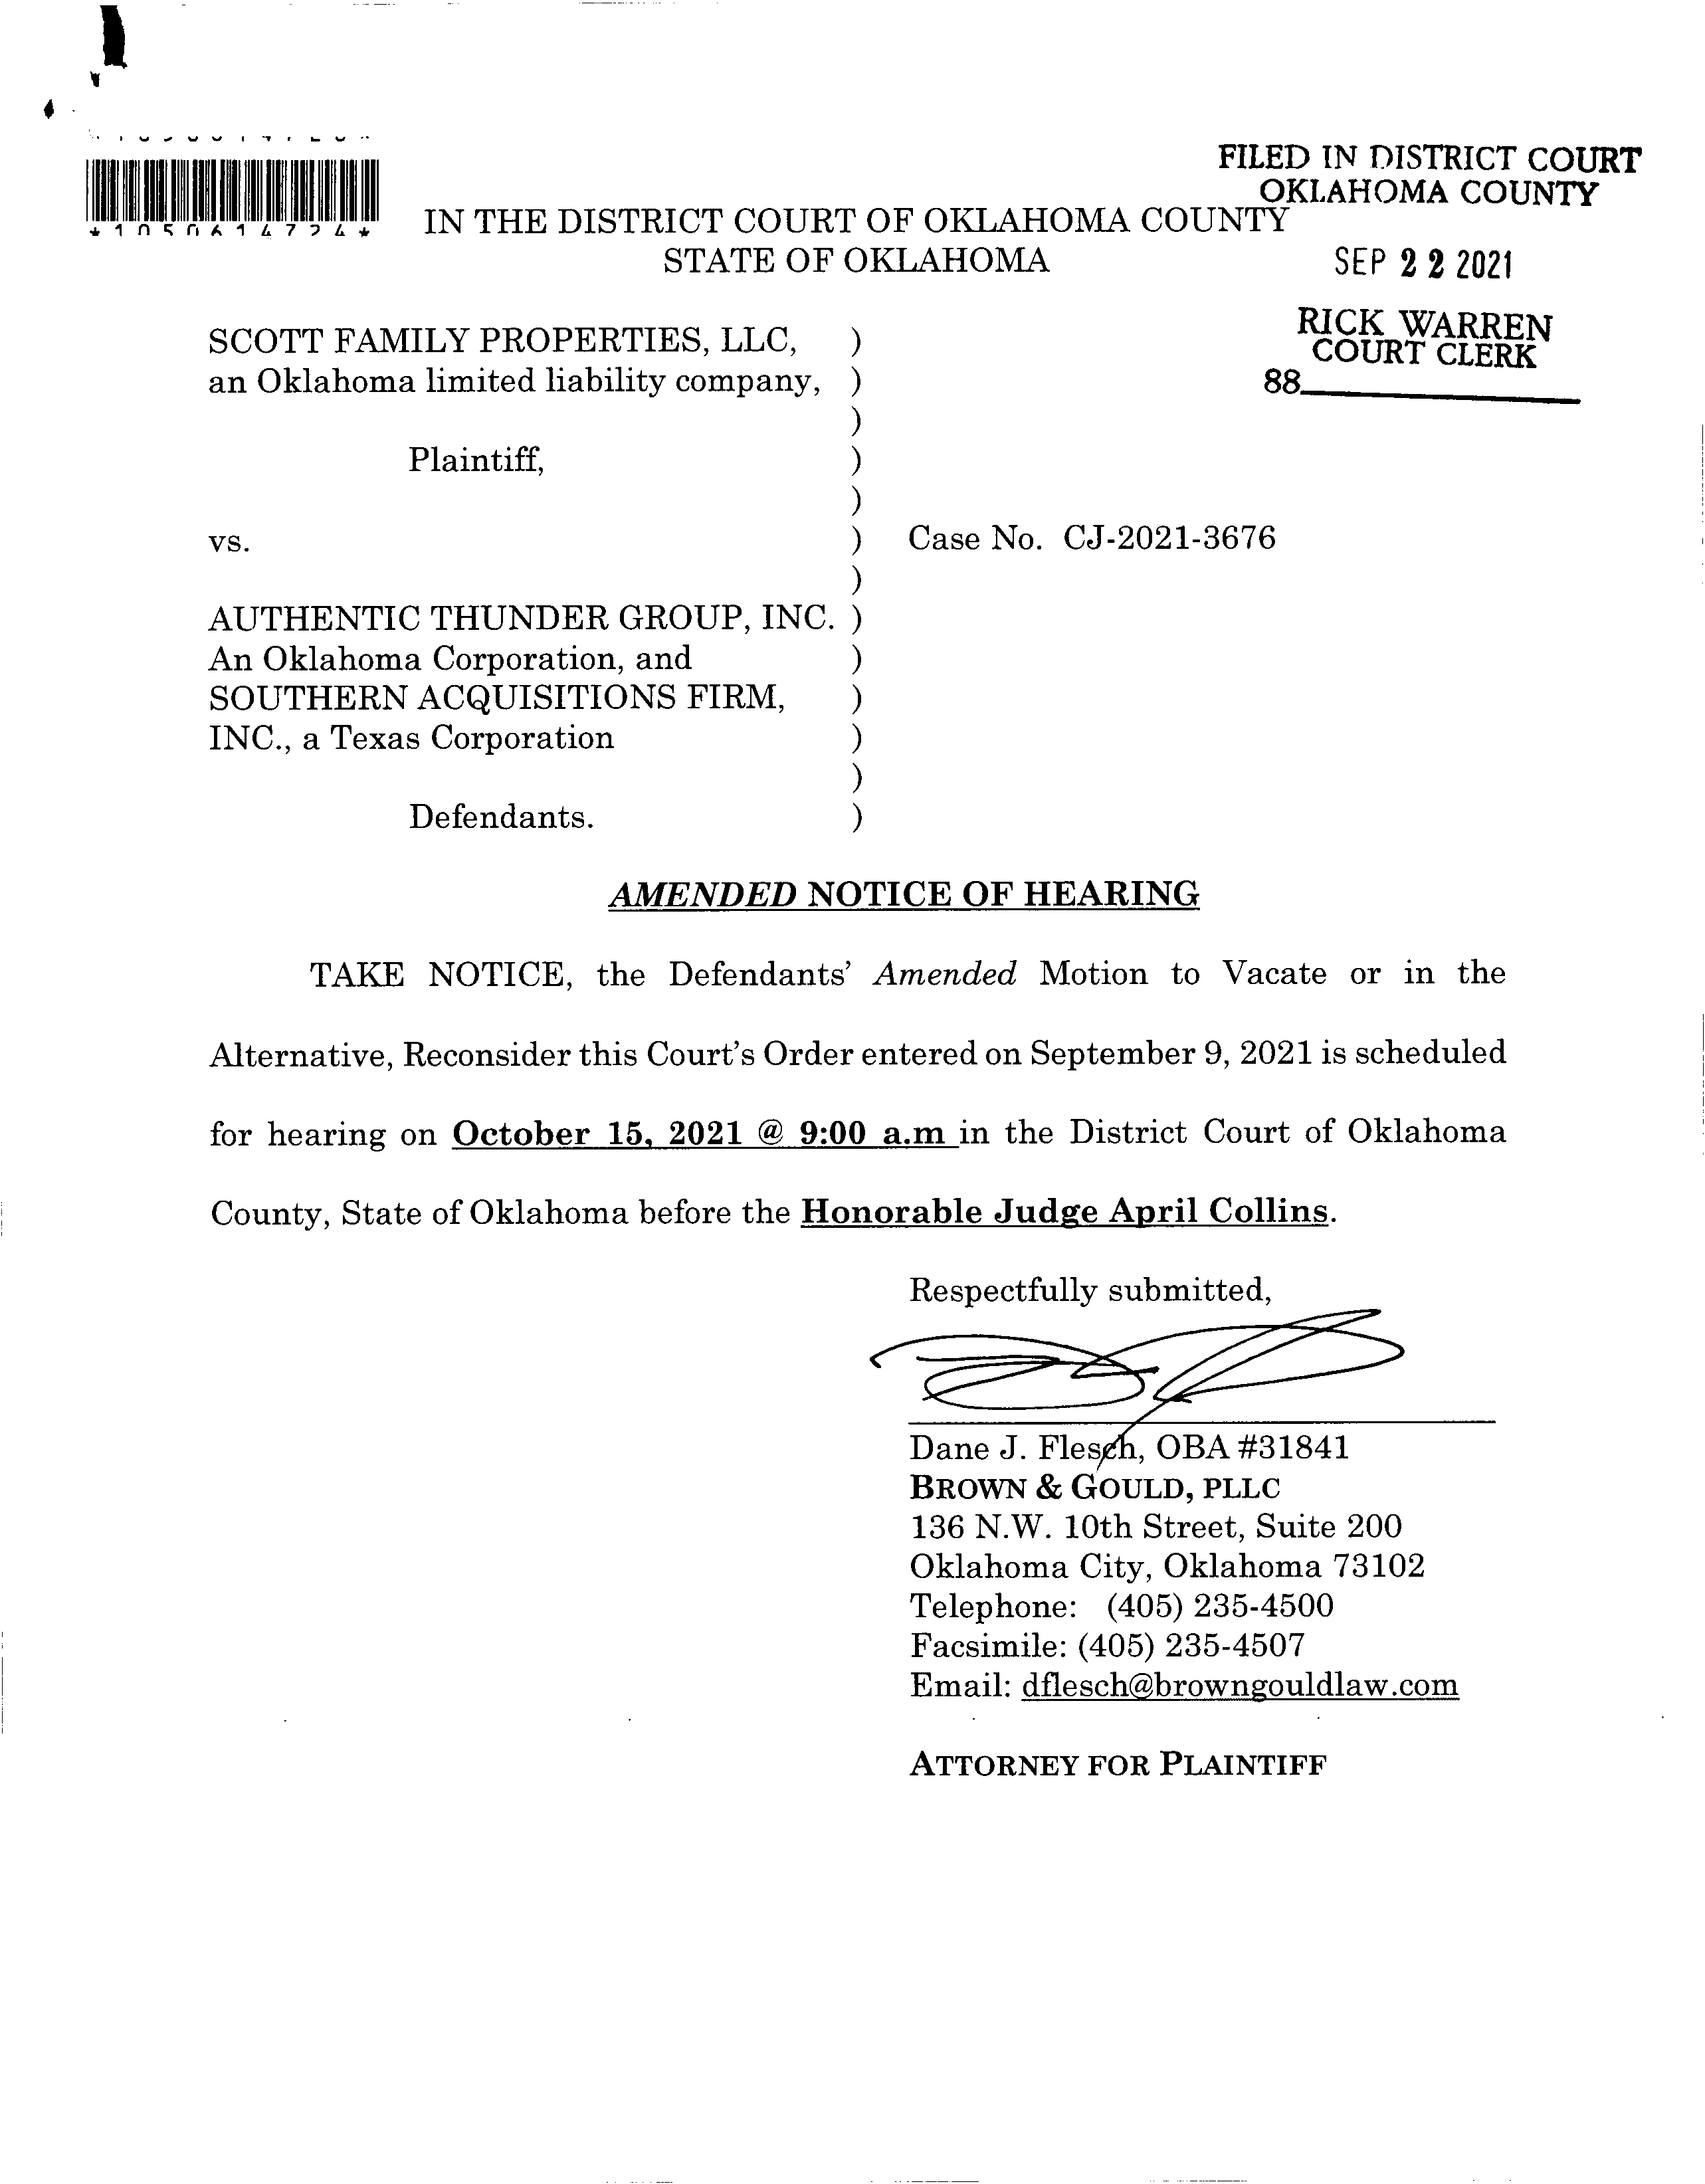 FILED IN DISTRICT COURT
OKLAHOMA COUNTY
*1050614724*
IN THE DISTRICT COURT OF OKLAHOMA COUNTY
STATE OF OKLAHOMA
SEP 22 2021
RICK WARREN
COURT CLERK
88
SCOTT FAMILY PROPERTIES, LLC, )
an Oklahoma limited liability company, )
)
Plaintiff, )
)
vs. ) Case No. CJ-2021-3676
)
AUTHENTIC THUNDER GROUP, INC. )
An Oklahoma Corporation, and )
SOUTHERN ACQUISITIONS FIRM, )
INC., a Texas Corporation )
)
Defendants. )
AMENDED NOTICE OF HEARING
TAKE NOTICE, the Defendants’ Amended Motion to Vacate or in the
Alternative, Reconsider this Court’s Order entered on September 9, 2021 is scheduled
for hearing on October 15, 2021 @ 9:00 a.m in the District Court of Oklahoma
County, State of Oklahoma before the Honorable Judge April Collins.
Respectfully submitted,
Dane J. Flesch, OBA #31841
BROWN & GOULD, PLLC
136 N.W. 10th Street, Suite 200
Oklahoma City, Oklahoma 73102
Telephone: (405) 235-4500
Facsimile: (405) 235-4507
Email: dflesch@browngouldlaw.com
ATTORNEY FOR PLAINTIFF